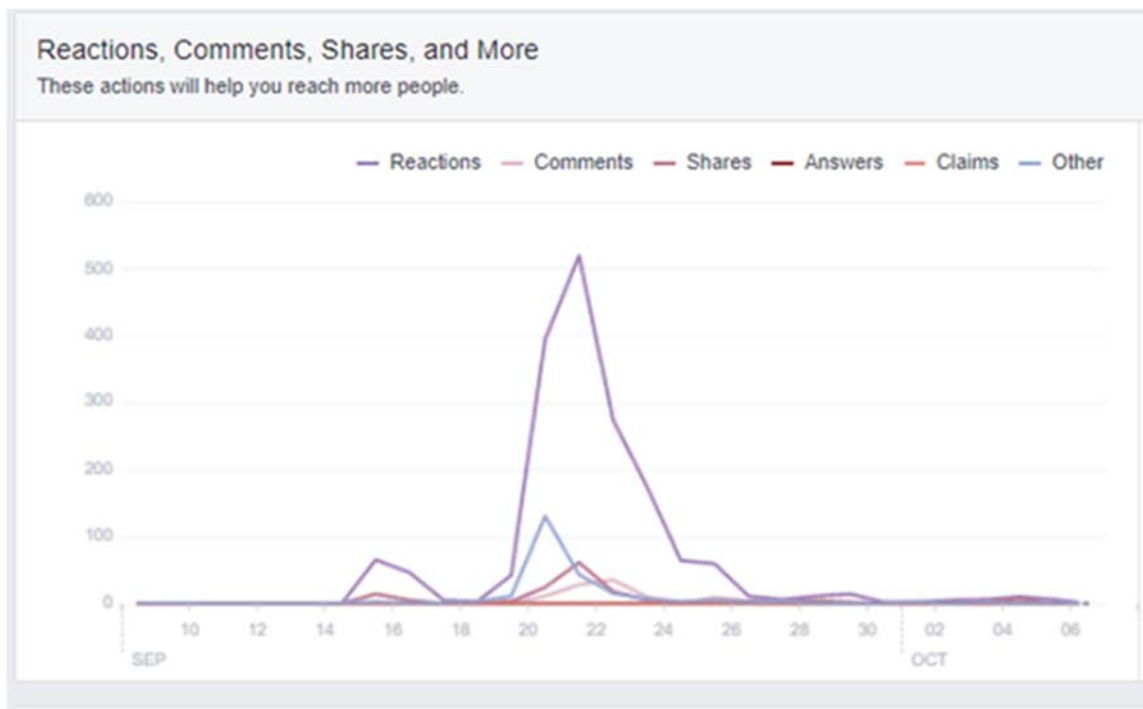 Reactions, Comments, Shares, and More
These actions will help you reach more people.
Reactions Comments Shares Answers Claims Other
600
500
400
300
200
100
0
10 12 14 16 18 20 22 24 26 28 30 02 04 06
SEP OCT